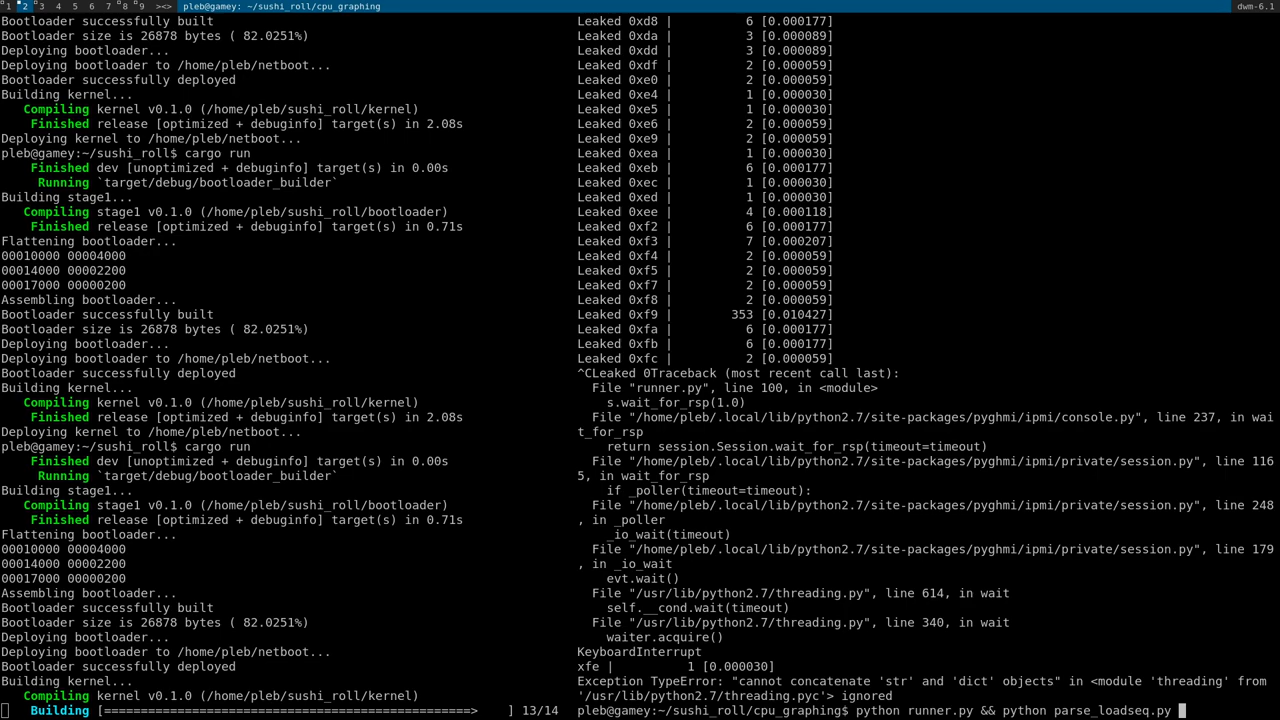 1 2 3 4 5 6 7 8 9 ><> pleb@gamey: ~/sushi_roll/cpu_graphing dwm-6.1
Bootloader successfully built
Bootloader size is 26878 bytes ( 82.0251%)
Deploying bootloader...
Deploying bootloader to /home/pleb/netboot...
Bootloader successfully deployed
Building kernel...
   Compiling kernel v0.1.0 (/home/pleb/sushi_roll/kernel)
    Finished release [optimized + debuginfo] target(s) in 2.08s
Deploying kernel to /home/pleb/netboot...
pleb@gamey:~/sushi_roll$ cargo run
    Finished dev [unoptimized + debuginfo] target(s) in 0.00s
     Running `target/debug/bootloader_builder`
Building stage1...
   Compiling stage1 v0.1.0 (/home/pleb/sushi_roll/bootloader)
    Finished release [optimized + debuginfo] target(s) in 0.71s
Flattening bootloader...
00010000 00004000
00014000 00002200
00017000 00000200
Assembling bootloader...
Bootloader successfully built
Bootloader size is 26878 bytes ( 82.0251%)
Deploying bootloader...
Deploying bootloader to /home/pleb/netboot...
Bootloader successfully deployed
Building kernel...
   Compiling kernel v0.1.0 (/home/pleb/sushi_roll/kernel)
    Finished release [optimized + debuginfo] target(s) in 2.08s
Deploying kernel to /home/pleb/netboot...
pleb@gamey:~/sushi_roll$ cargo run
    Finished dev [unoptimized + debuginfo] target(s) in 0.00s
     Running `target/debug/bootloader_builder`
Building stage1...
   Compiling stage1 v0.1.0 (/home/pleb/sushi_roll/bootloader)
    Finished release [optimized + debuginfo] target(s) in 0.71s
Flattening bootloader...
00010000 00004000
00014000 00002200
00017000 00000200
Assembling bootloader...
Bootloader successfully built
Bootloader size is 26878 bytes ( 82.0251%)
Deploying bootloader...
Deploying bootloader to /home/pleb/netboot...
Bootloader successfully deployed
Building kernel...
   Compiling kernel v0.1.0 (/home/pleb/sushi_roll/kernel)
    Building [==================================================>    ] 13/14
Leaked 0xd8 |          6 [0.000177]
Leaked 0xda |          3 [0.000089]
Leaked 0xdd |          3 [0.000089]
Leaked 0xdf |          2 [0.000059]
Leaked 0xe0 |          2 [0.000059]
Leaked 0xe4 |          1 [0.000030]
Leaked 0xe5 |          1 [0.000030]
Leaked 0xe6 |          2 [0.000059]
Leaked 0xe9 |          2 [0.000059]
Leaked 0xea |          1 [0.000030]
Leaked 0xeb |          6 [0.000177]
Leaked 0xec |          1 [0.000030]
Leaked 0xed |          1 [0.000030]
Leaked 0xee |          4 [0.000118]
Leaked 0xf2 |          6 [0.000177]
Leaked 0xf3 |          7 [0.000207]
Leaked 0xf4 |          2 [0.000059]
Leaked 0xf5 |          2 [0.000059]
Leaked 0xf7 |          2 [0.000059]
Leaked 0xf8 |          2 [0.000059]
Leaked 0xf9 |        353 [0.010427]
Leaked 0xfa |          6 [0.000177]
Leaked 0xfb |          6 [0.000177]
Leaked 0xfc |          2 [0.000059]
^CLeaked 0Traceback (most recent call last):
  File "runner.py", line 100, in <module>
    s.wait_for_rsp(1.0)
  File "/home/pleb/.local/lib/python2.7/site-packages/pyghmi/ipmi/console.py", line 237, in wai
t_for_rsp
    return session.Session.wait_for_rsp(timeout=timeout)
  File "/home/pleb/.local/lib/python2.7/site-packages/pyghmi/ipmi/private/session.py", line 116
5, in wait_for_rsp
    if _poller(timeout=timeout):
  File "/home/pleb/.local/lib/python2.7/site-packages/pyghmi/ipmi/private/session.py", line 248
, in _poller
    _io_wait(timeout)
  File "/home/pleb/.local/lib/python2.7/site-packages/pyghmi/ipmi/private/session.py", line 179
, in _io_wait
    evt.wait()
  File "/usr/lib/python2.7/threading.py", line 614, in wait
    self.__cond.wait(timeout)
  File "/usr/lib/python2.7/threading.py", line 340, in wait
    waiter.acquire()
KeyboardInterrupt
xfe |          1 [0.000030]
Exception TypeError: "cannot concatenate 'str' and 'dict' objects" in <module 'threading' from
'/usr/lib/python2.7/threading.pyc'> ignored
pleb@gamey:~/sushi_roll/cpu_graphing$ python runner.py && python parse_loadseq.py